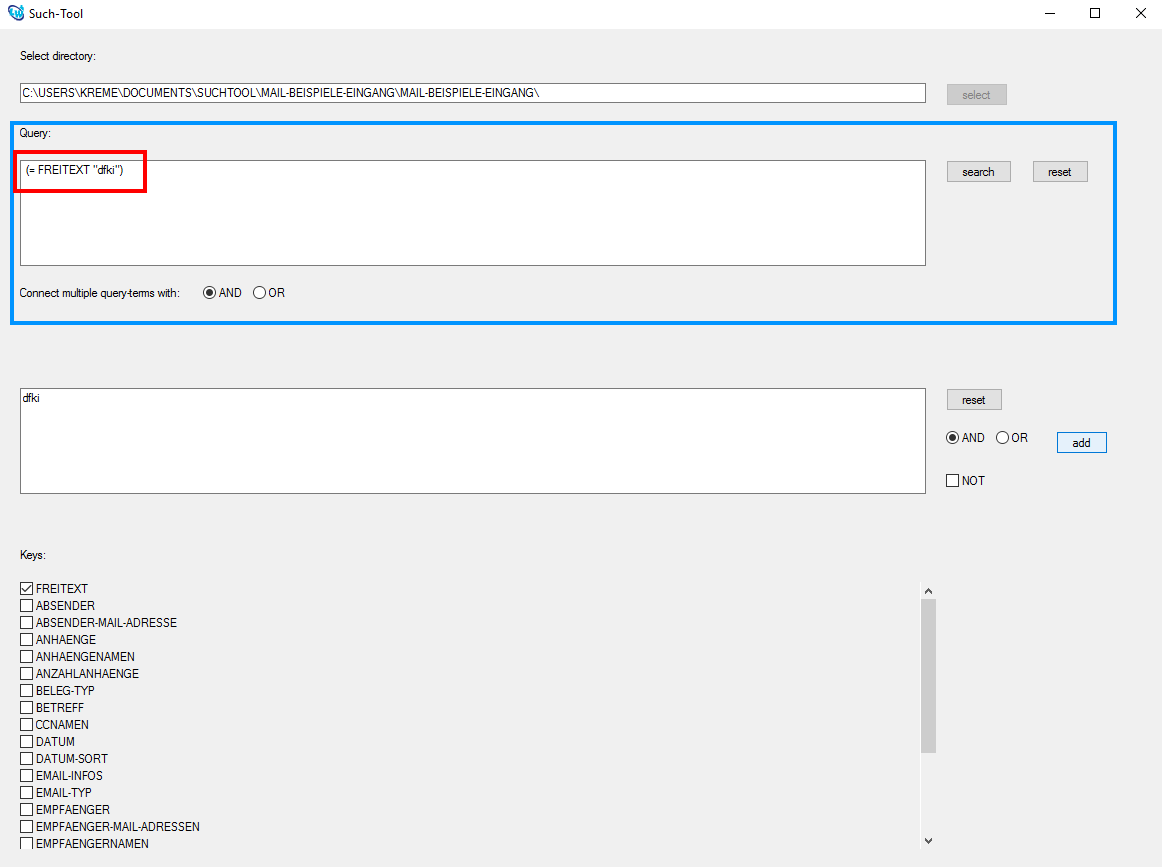 Such-Tool
Select directory:
C:\USERS\KREME\DOCUMENTS\SUCHTOOL\MAIL-BEISPIELE-EINGANG\MAIL-BEISPIELE-EINGANG\
select
Query:
(= FREITEXT "dfki")
search
reset
Connect multiple query-terms with:
AND
OR
dfki
reset
AND
OR
add
NOT
Keys:
FREITEXT
ABSENDER
ABSENDER-MAIL-ADRESSE
ANHAENGE
ANHAENGENAMEN
ANZAHLANHAENGE
BELEG-TYP
BETREFF
CCNAMEN
DATUM
DATUM-SORT
EMAIL-INFOS
EMAIL-TYP
EMPFAENGER
EMPFAENGER-MAIL-ADRESSEN
EMPFAENGERNAMEN